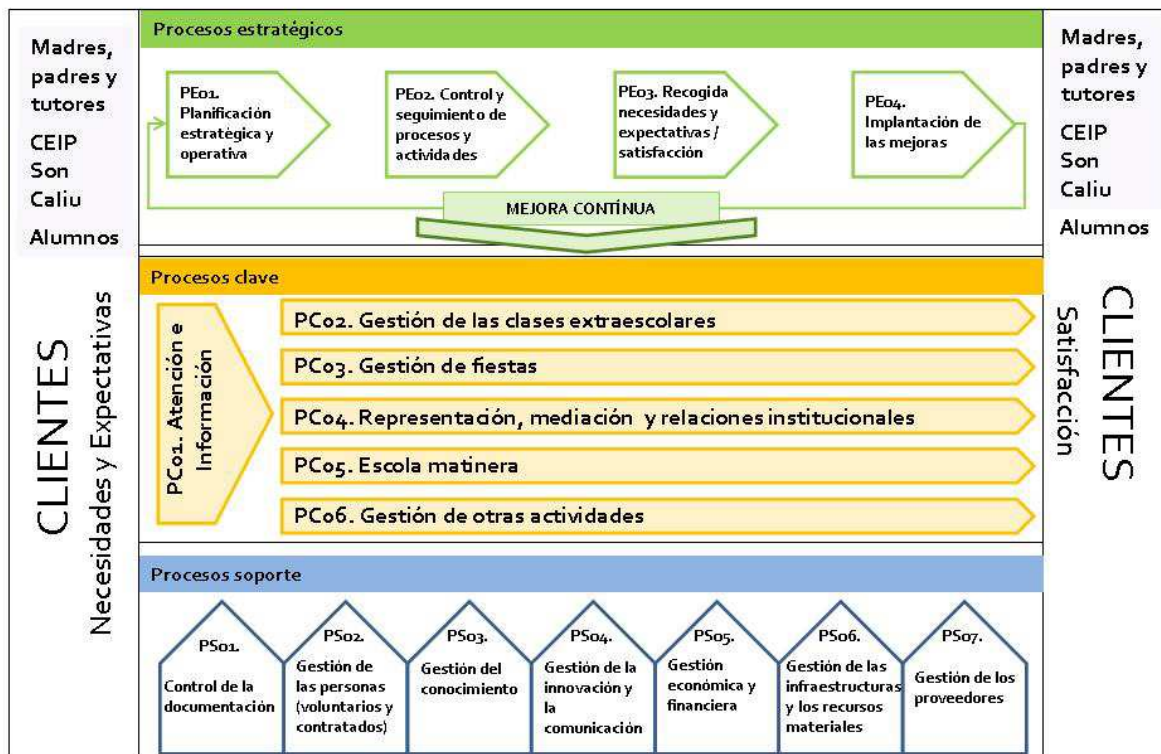 Madres,
padres y
tutores
CEIP
Son
Caliu
Alumnos
CLIENTES
Necesidades y Expectativas
Procesos estratégicos
PE01.
Planificación
estratégica y
operativa
PE02. Control y
seguimiento de
procesos y
actividades
PE03. Recogida
necesidades y
expectativas /
satisfacción
PE04.
Implantación de
las mejoras
MEJORA CONTÍNUA
Procesos clave
PC01. Atención e
Información
PC02. Gestión de las clases extraescolares
PC03. Gestión de fiestas
PC04. Representación, mediación y relaciones institucionales
PC05. Escola matinera
PC06. Gestión de otras actividades
Procesos soporte
PS01.
Control de la
documentación
PS02.
Gestión de
las personas
(voluntarios y
contratados)
PS03.
Gestión del
conocimiento
PS04.
Gestión de la
innovación y
la
comunicación
PS05.
Gestión
económica y
financiera
PS06.
Gestión de las
infraestructuras
y los recursos
materiales
PS07.
Gestión de los
proveedores
Madres,
padres y
tutores
CEIP
Son
Caliu
Alumnos
CLIENTES
Satisfacción